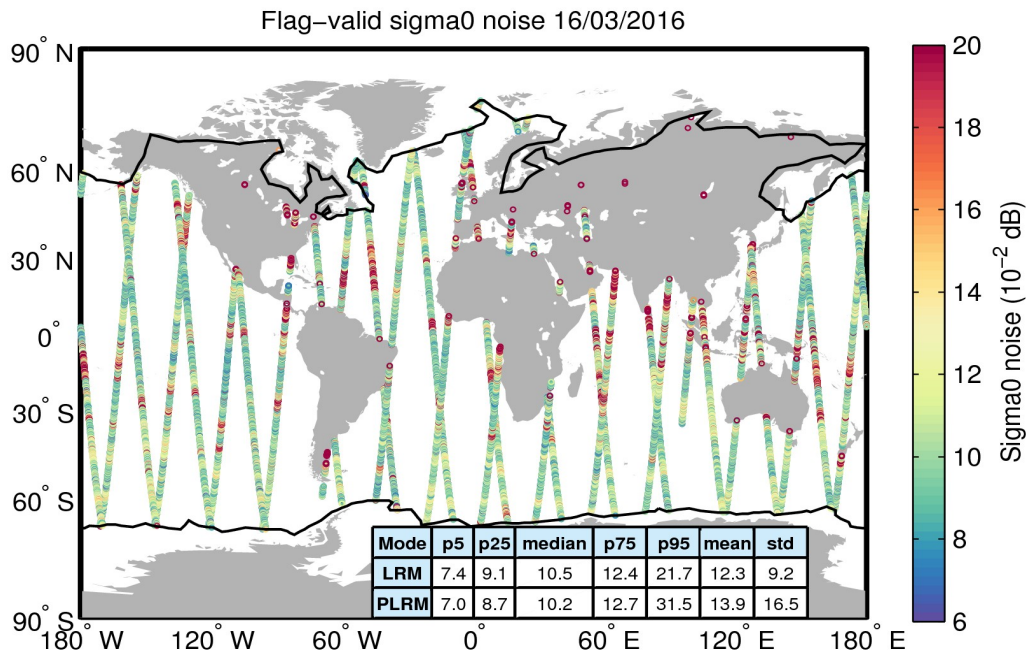 Flag−valid sigma0 noise 16/03/2016
90° N
60° N
30° N
0°
30° S
60° S
90° S
180° W
120° W
60° W
0°
60° E
120° E
180° E
20
18
16
14
12
10
8
6
Sigma0 noise (10⁻² dB)
Mode p5 p25 median p75 p95 mean std
LRM 7.4 9.1 10.5 12.4 21.7 12.3 9.2
PLRM 7.0 8.7 10.2 12.7 31.5 13.9 16.5